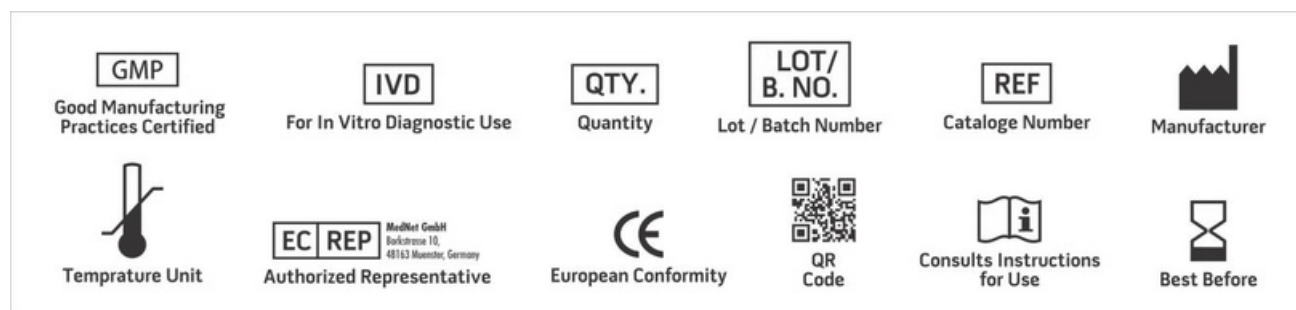 GMP
Good Manufacturing
Practices Certified
IVD
For In Vitro Diagnostic Use
QTY.
Quantity
LOT/
B. NO.
Lot / Batch Number
REF
Cataloge Number
Manufacturer
Temprature Unit
EC REP
MedNet GmbH
Borkstrasse 10,
48163 Muenster, Germany
Authorized Representative
CE
European Conformity
QR
Code
i
Consults Instructions
for Use
Best Before